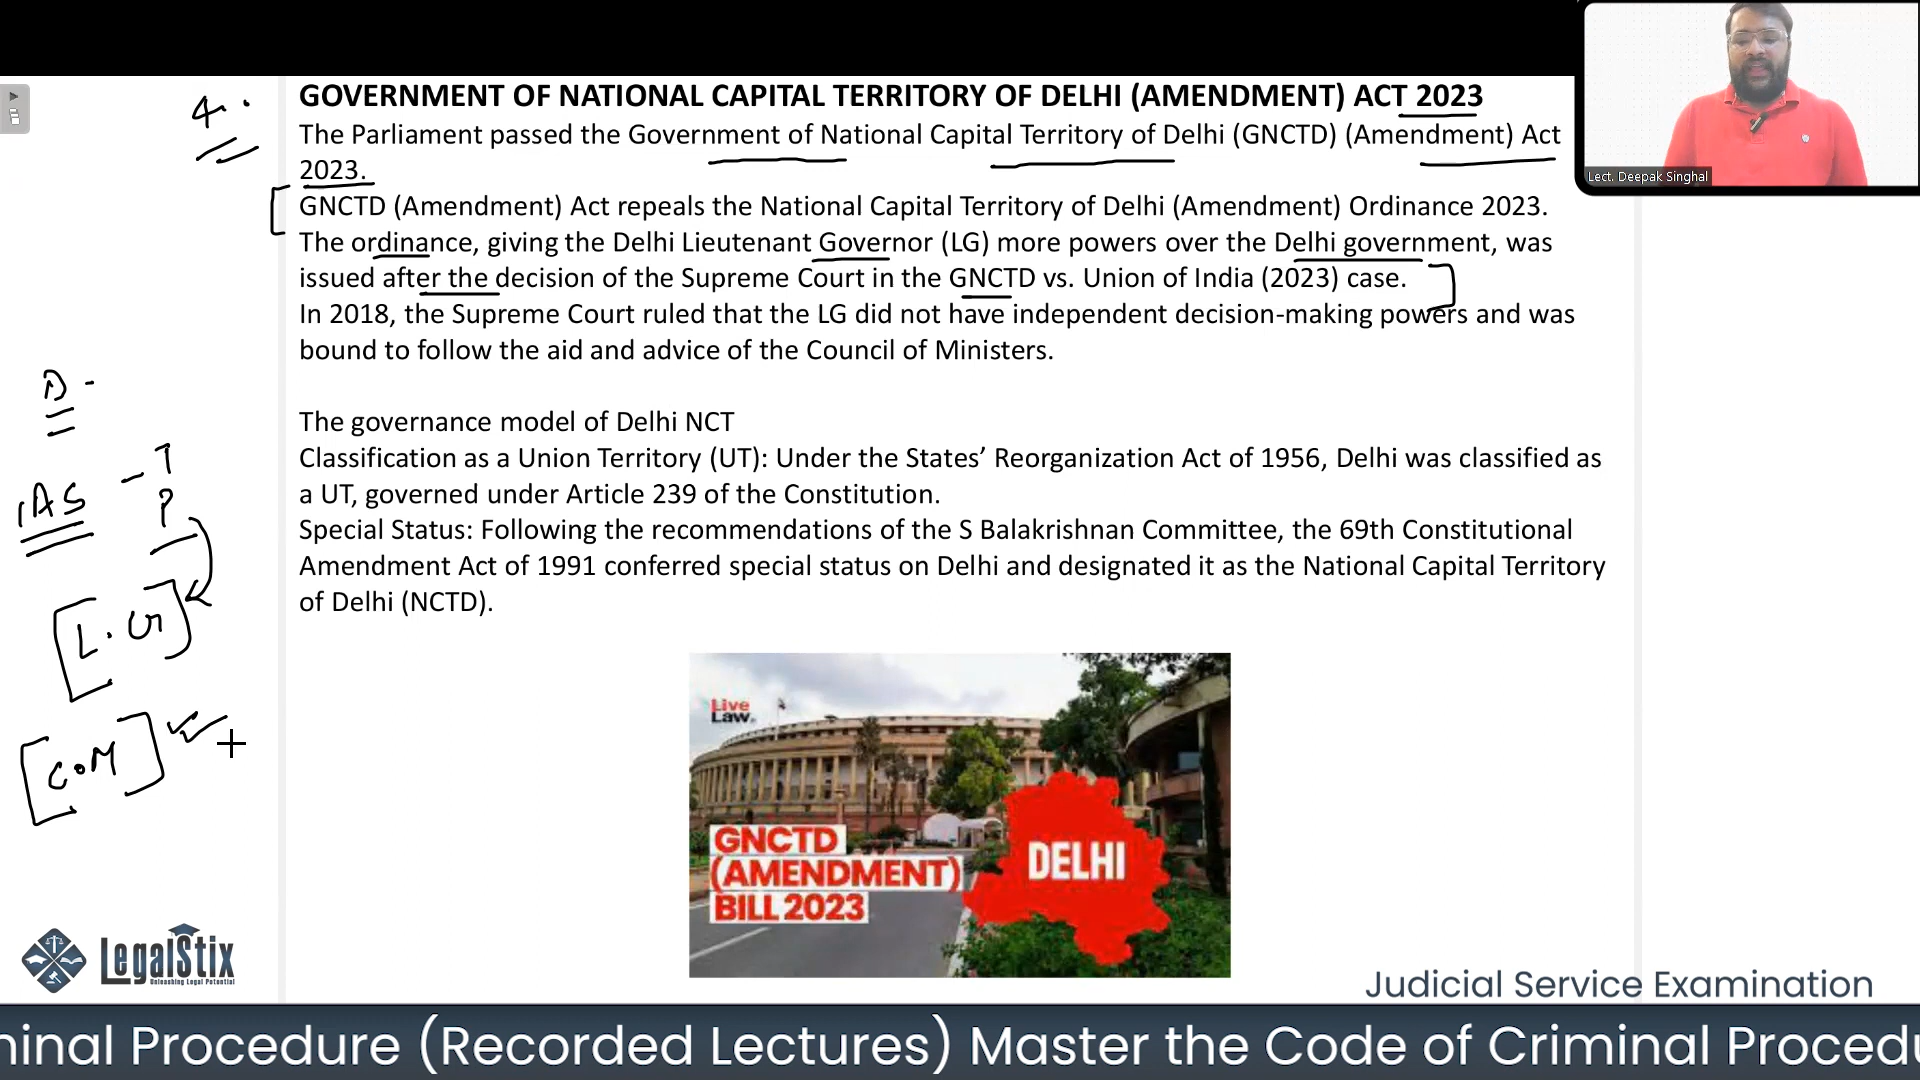 Lect. Deepak Singhal
4.
GOVERNMENT OF NATIONAL CAPITAL TERRITORY OF DELHI (AMENDMENT) ACT 2023
The Parliament passed the Government of National Capital Territory of Delhi (GNCTD) (Amendment) Act
2023.
GNCTD (Amendment) Act repeals the National Capital Territory of Delhi (Amendment) Ordinance 2023.
The ordinance, giving the Delhi Lieutenant Governor (LG) more powers over the Delhi government, was
issued after the decision of the Supreme Court in the GNCTD vs. Union of India (2023) case.
In 2018, the Supreme Court ruled that the LG did not have independent decision-making powers and was
bound to follow the aid and advice of the Council of Ministers.
The governance model of Delhi NCT
Classification as a Union Territory (UT): Under the States’ Reorganization Act of 1956, Delhi was classified as
a UT, governed under Article 239 of the Constitution.
Special Status: Following the recommendations of the S Balakrishnan Committee, the 69th Constitutional
Amendment Act of 1991 conferred special status on Delhi and designated it as the National Capital Territory
of Delhi (NCTD).
D -
IAS - T
P
[L. G]
[COM]
Live
Law.
GNCTD
(AMENDMENT)
BILL 2023
DELHI
LegalStix
Unleashing Legal Potential
Judicial Service Examination
minal Procedure (Recorded Lectures) Master the Code of Criminal Procedu